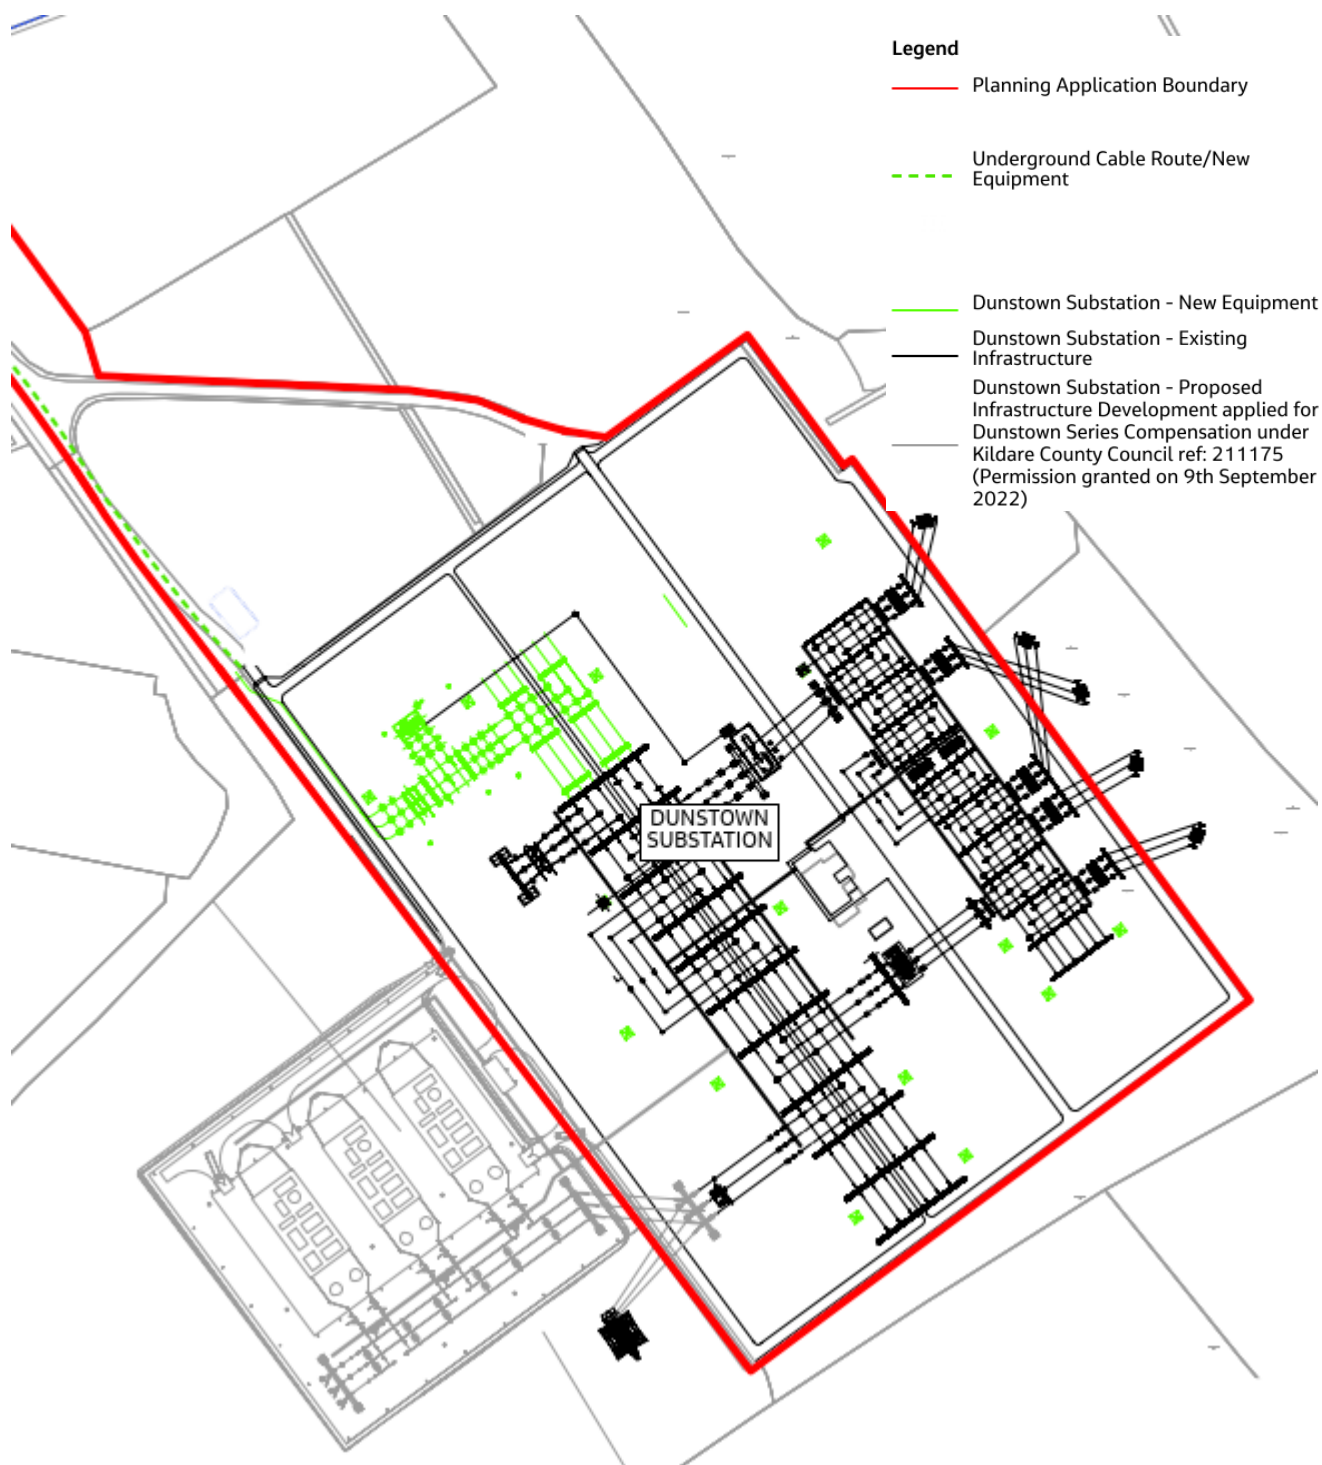 Legend
Planning Application Boundary
Underground Cable Route/New
Equipment
Dunstown Substation - New Equipment
Dunstown Substation - Existing
Infrastructure
Dunstown Substation - Proposed
Infrastructure Development applied for
Dunstown Series Compensation under
Kildare County Council ref: 211175
(Permission granted on 9th September
2022)
DUNSTOWN
SUBSTATION